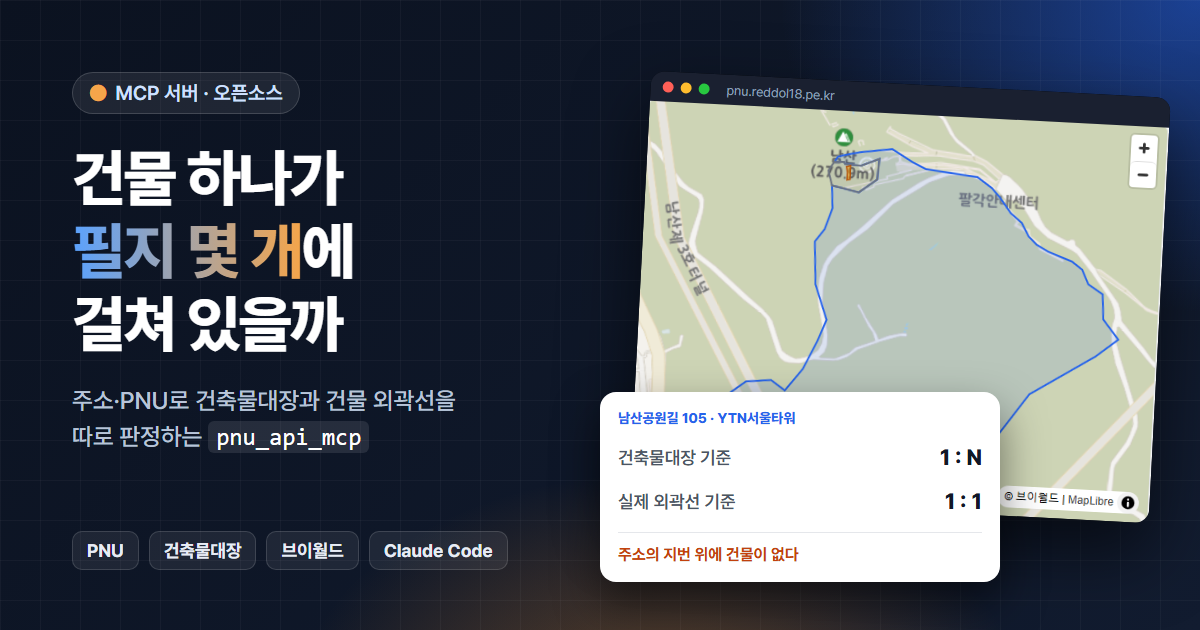 MCP 서버 · 오픈소스
건물 하나가
필지 몇 개에
걸쳐 있을까
주소·PNU로 건축물대장과 건물 외곽선을
따로 판정하는 pnu_api_mcp
PNU
건축물대장
브이월드
Claude Code
pnu.reddol18.pe.kr
남산
(270.9m)
팔각안내센터
남산제 3호터널
+
−
© 브이월드 | MapLibre
남산공원길 105 · YTN서울타워
건축물대장 기준 1 : N
실제 외곽선 기준 1 : 1
주소의 지번 위에 건물이 없다